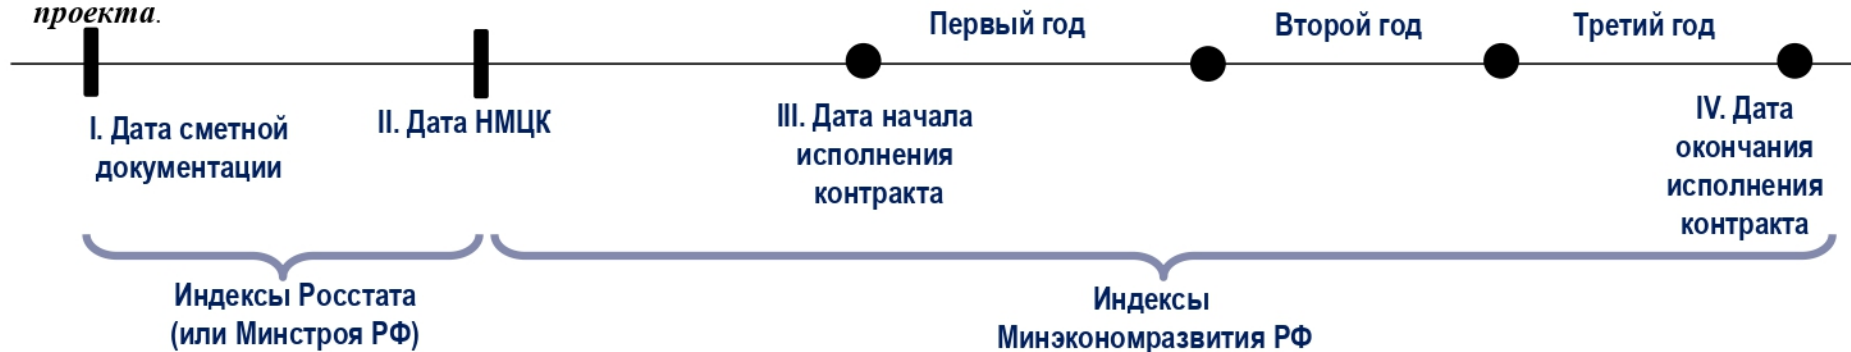 проекта.
Первый год
Второй год
Третий год
I. Дата сметной
документации
II. Дата НМЦК
III. Дата начала
исполнения
контракта
IV. Дата
окончания
исполнения
контракта
Индексы Росстата
(или Минстроя РФ)
Индексы
Минэкономразвития РФ